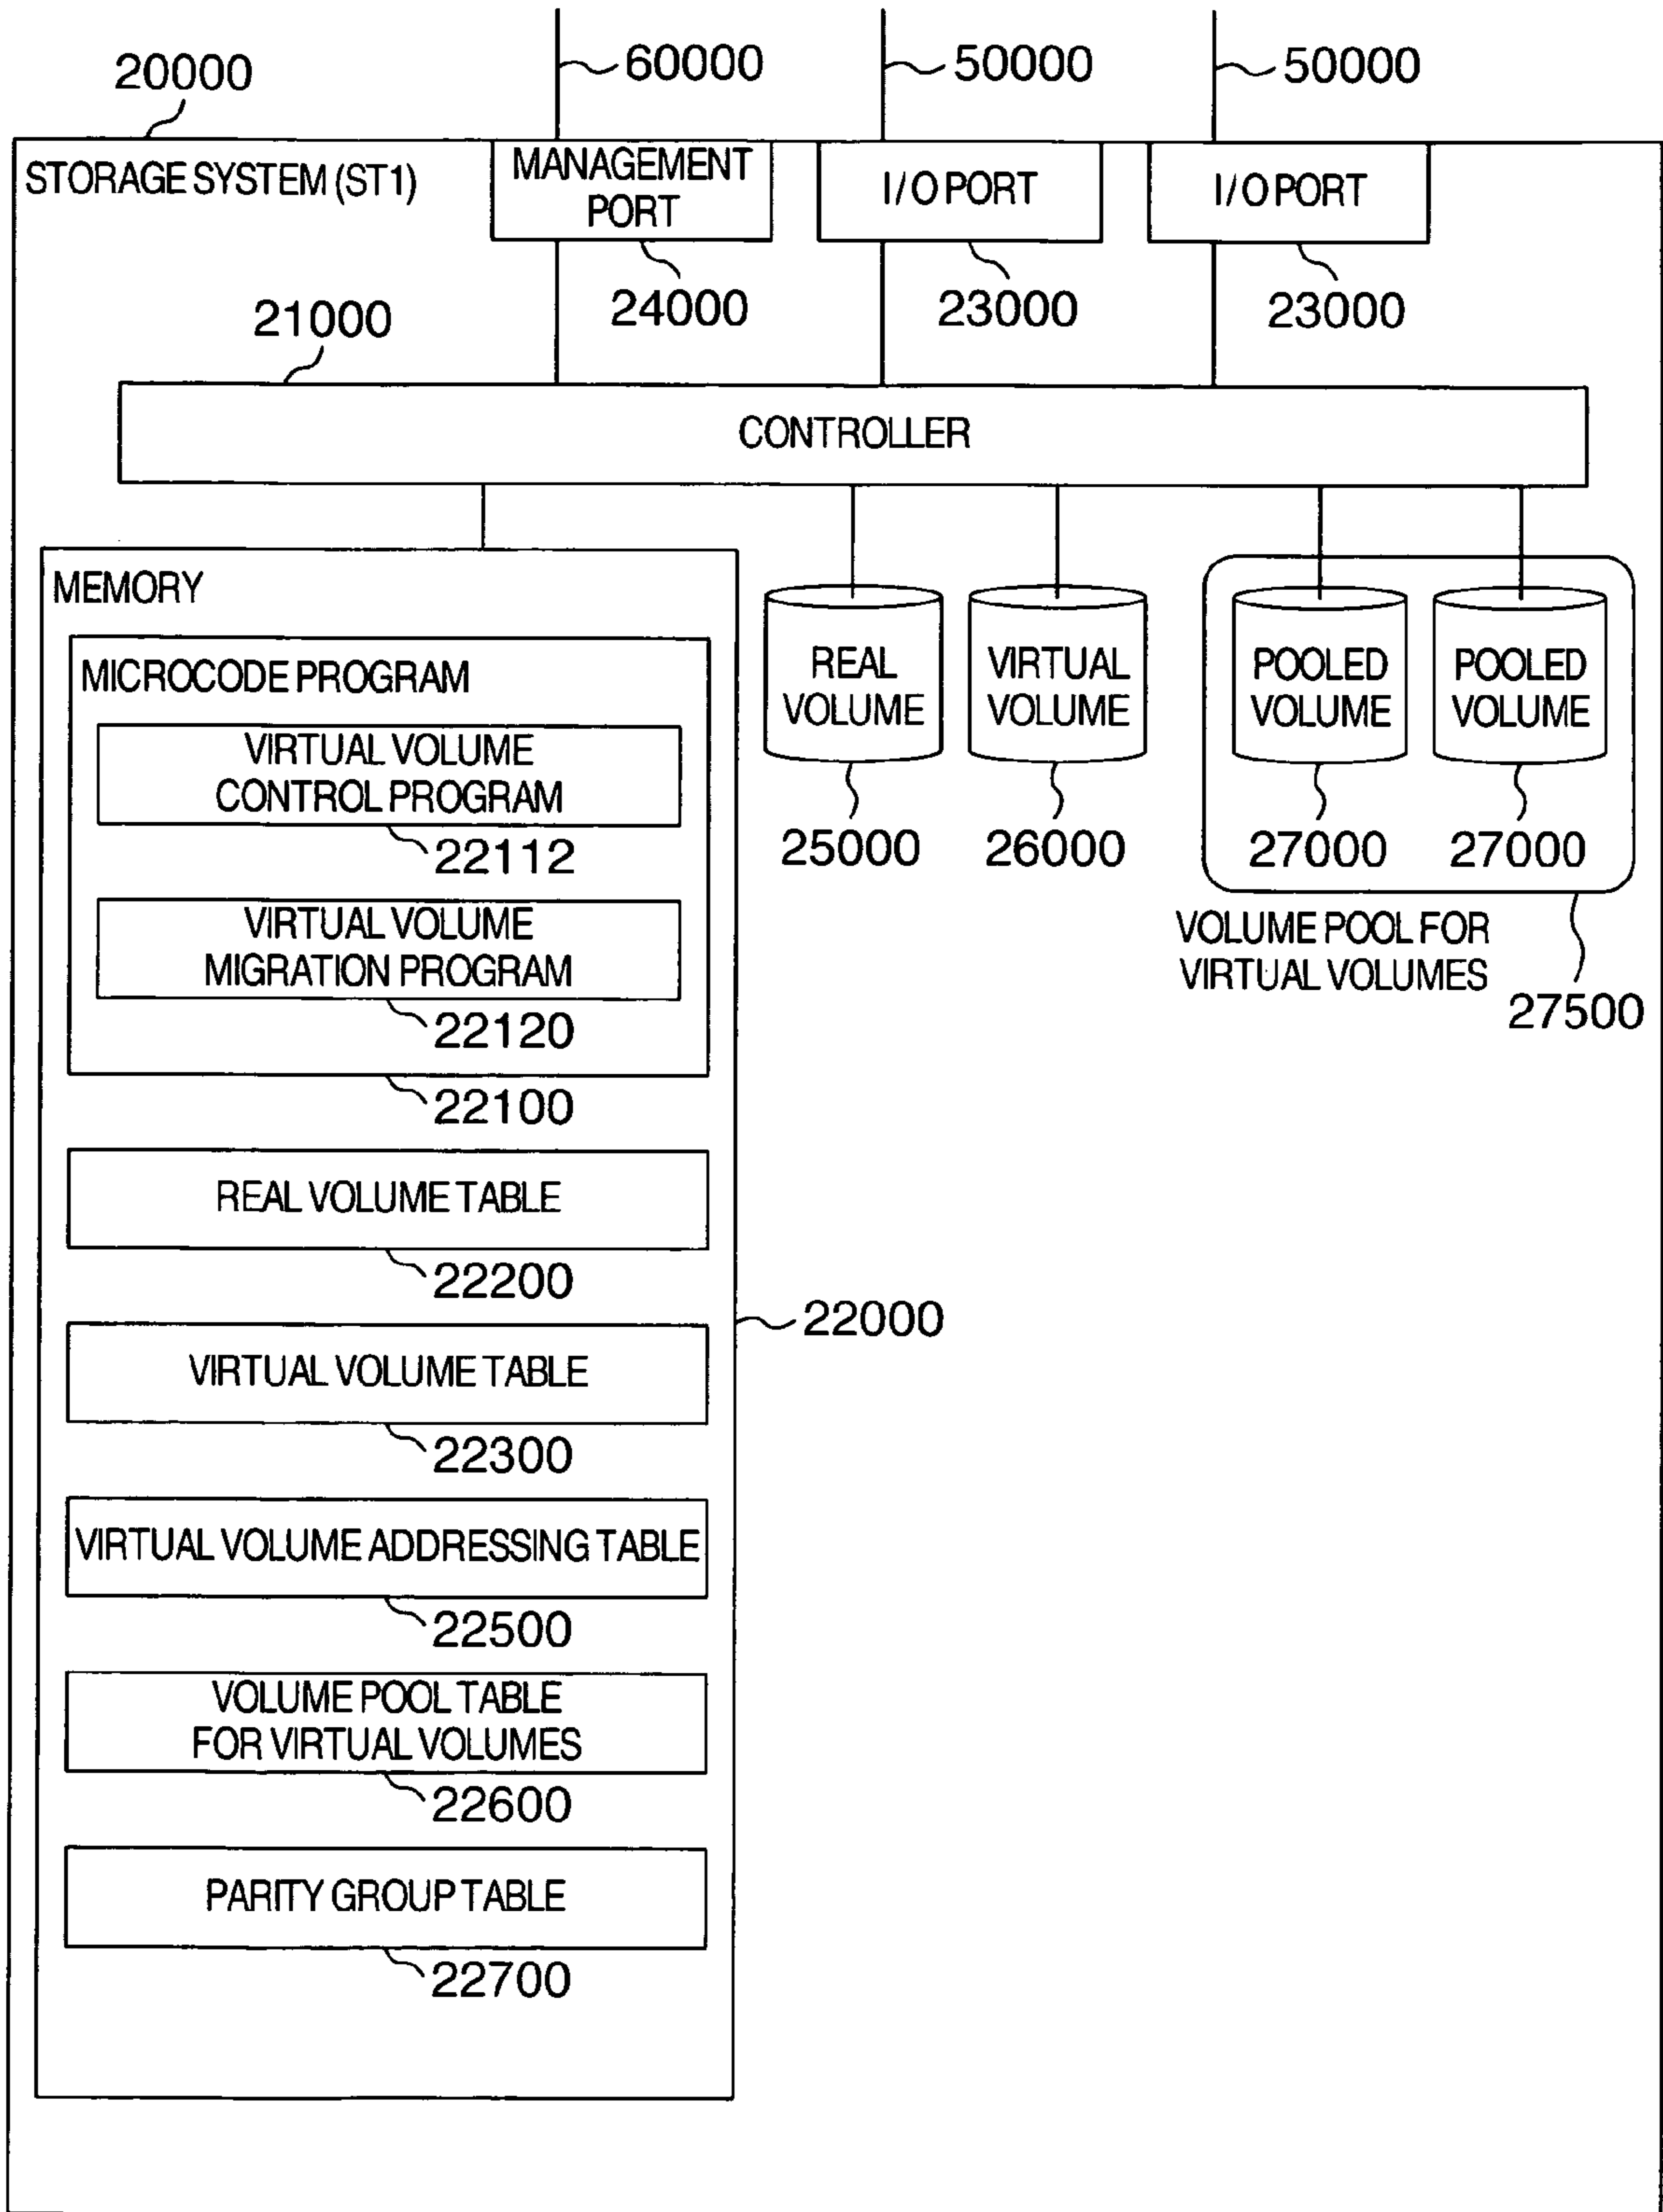 60000
50000
50000
20000
STORAGE SYSTEM (ST1)
MANAGEMENT
PORT
I/O PORT
I/O PORT
24000
23000
23000
21000
CONTROLLER
MEMORY
MICROCODE PROGRAM
VIRTUAL VOLUME
CONTROL PROGRAM
22112
VIRTUAL VOLUME
MIGRATION PROGRAM
22120
22100
REAL VOLUME TABLE
22200
VIRTUAL VOLUME TABLE
22300
VIRTUAL VOLUME ADDRESSING TABLE
22500
VOLUME POOL TABLE
FOR VIRTUAL VOLUMES
22600
PARITY GROUP TABLE
22700
22000
REAL
VOLUME
25000
VIRTUAL
VOLUME
26000
POOLED
VOLUME
27000
POOLED
VOLUME
27000
VOLUME POOL FOR
VIRTUAL VOLUMES
27500